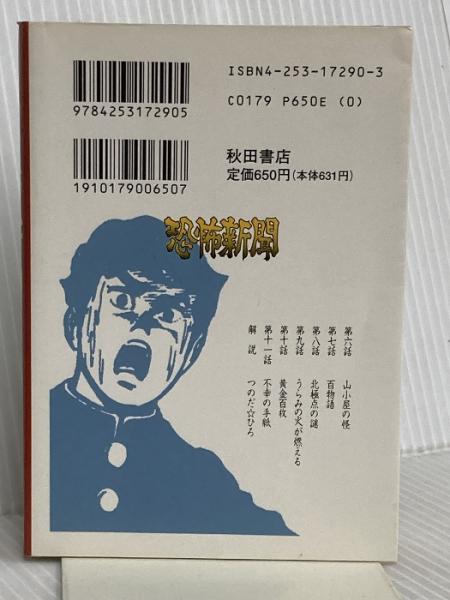 ISBN4-253-17290-3
C0179 P650E (0)
9784253172905
秋田書店
定価650円(本体631円)
1910179006507
恐怖新聞
第六話 山小屋の怪
第七話 百物語
第八話 北極点の謎
第九話 うらみの火が燃える
第十話 黄金百枚
第十一話 不幸の手紙
解説 つのだ☆ひろ